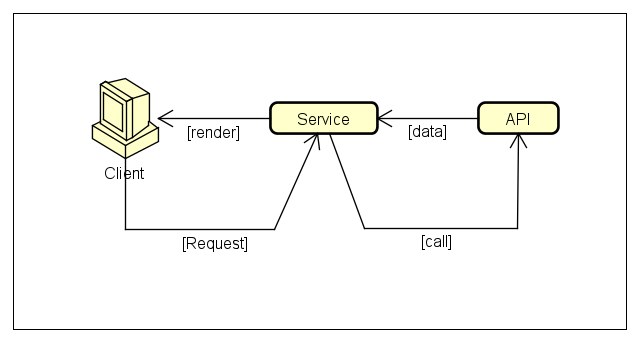 Service
API
[render]
[data]
Client
[Request]
[call]